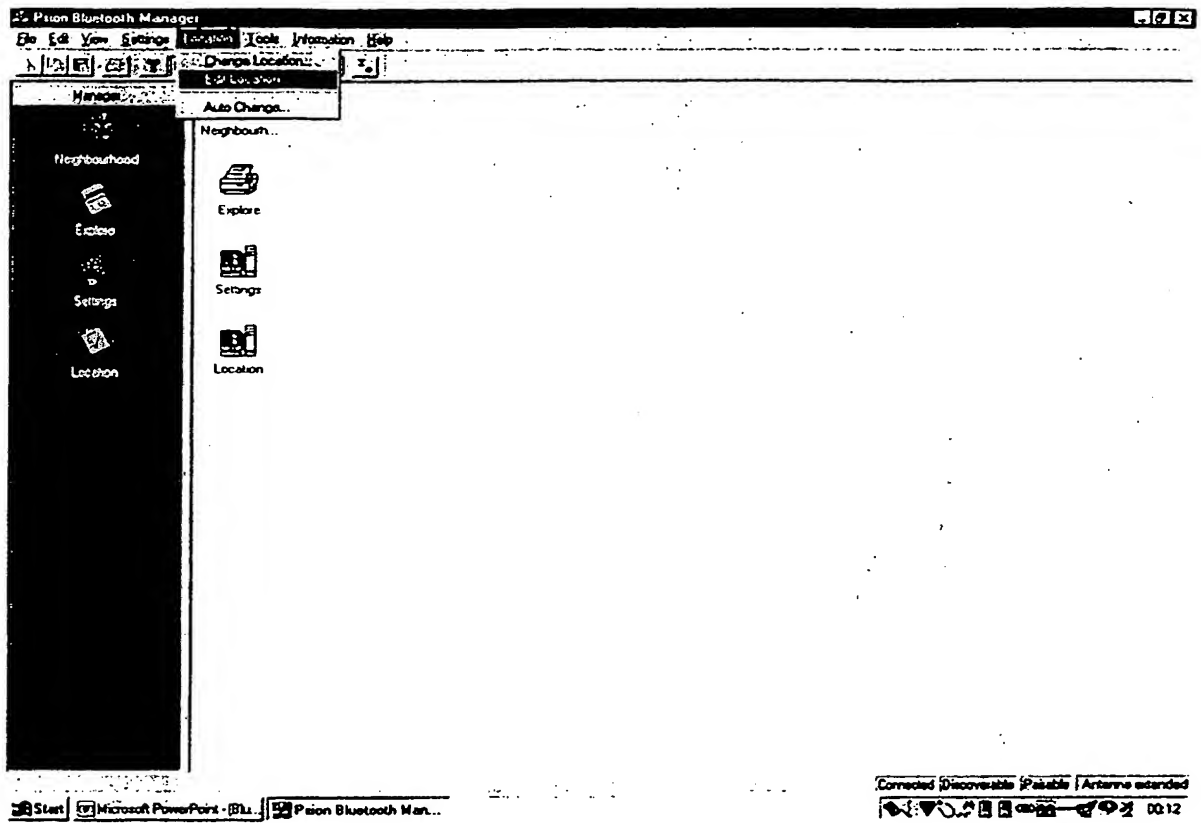 Psion Bluetooth Manager
File Edit View Settings Location Tools Information Help
Change Location...
Edit Location
Auto Change...
Manager
Neighbourhood
Explore
Settings
Location
Neighbourh...
Explore
Settings
Location
Connected Discoverable Pairable Antenna extended
Start Microsoft PowerPoint - [Blu... Psion Bluetooth Man... 00:12